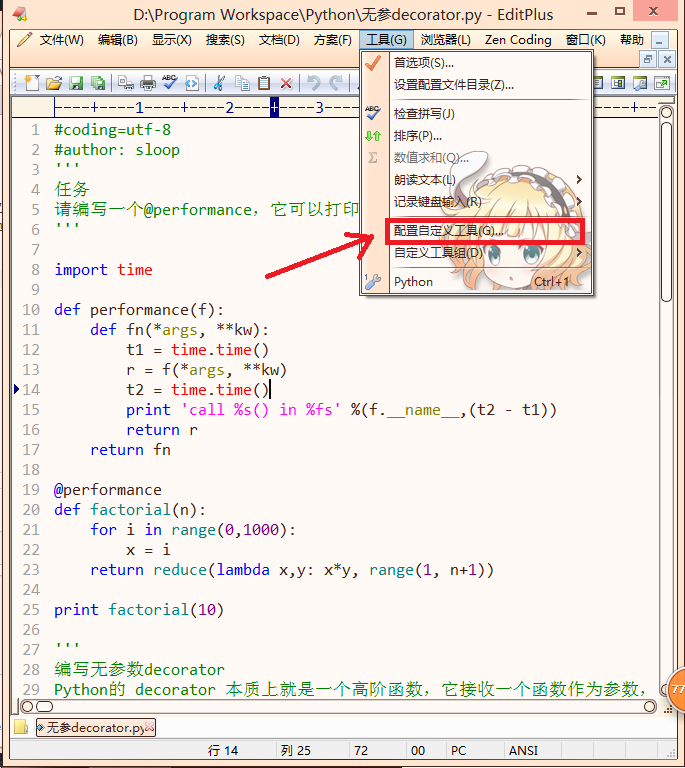 D:\Program Workspace\Python\无参decorator.py - EditPlus
文件(W) 编辑(B) 显示(X) 搜索(S) 文档(D) 方案(F) 工具(G) 浏览器(L) Zen Coding 窗口(K) 帮助
首选项(S)...
设置配置文件目录(Z)...
检查拼写(J)
排序(P)...
数值求和(Q)...
朗读文本(L)
记录键盘输入(R)
配置自定义工具(G)...
自定义工具组(D)
Python Ctrl+1
----+----1----+----2----+----3
1 #coding=utf-8
2 #author: sloop
3 '''
4 任务
5 请编写一个@performance，它可以打印
6 '''
7
8 import time
9
10 def performance(f):
11     def fn(*args, **kw):
12         t1 = time.time()
13         r = f(*args, **kw)
14         t2 = time.time()
15         print 'call %s() in %fs' %(f.__name__,(t2 - t1))
16         return r
17     return fn
18
19 @performance
20 def factorial(n):
21     for i in range(0,1000):
22         x = i
23     return reduce(lambda x,y: x*y, range(1, n+1))
24
25 print factorial(10)
26
27 '''
28 编写无参数decorator
29 Python的 decorator 本质上就是一个高阶函数，它接收一个函数作为参数，
77
无参decorator.py
行 14 列 25 72 00 PC ANSI